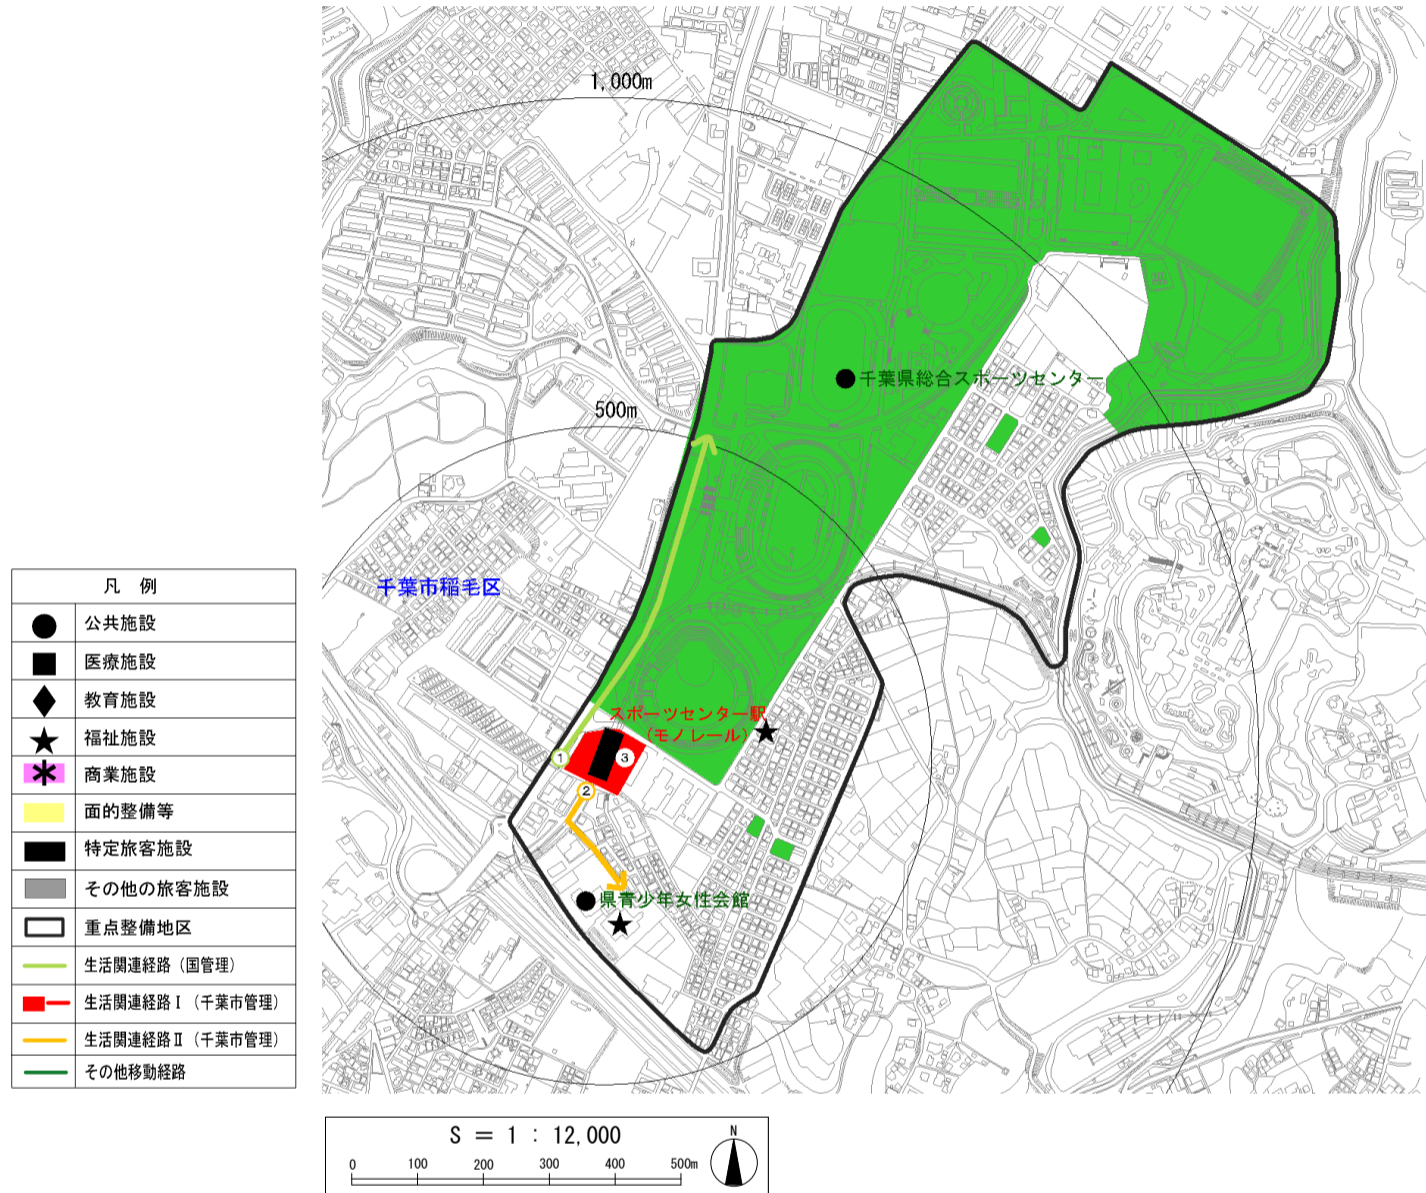 1,000m
500m
千葉県総合スポーツセンター
千葉市稲毛区
スポーツセンター駅
(モノレール)
①
③
②
県青少年女性会館
凡 例
公共施設
医療施設
教育施設
福祉施設
商業施設
面的整備等
特定旅客施設
その他の旅客施設
重点整備地区
生活関連経路(国管理)
生活関連経路Ⅰ(千葉市管理)
生活関連経路Ⅱ(千葉市管理)
その他移動経路
S = 1 : 12,000
0 100 200 300 400 500m
N